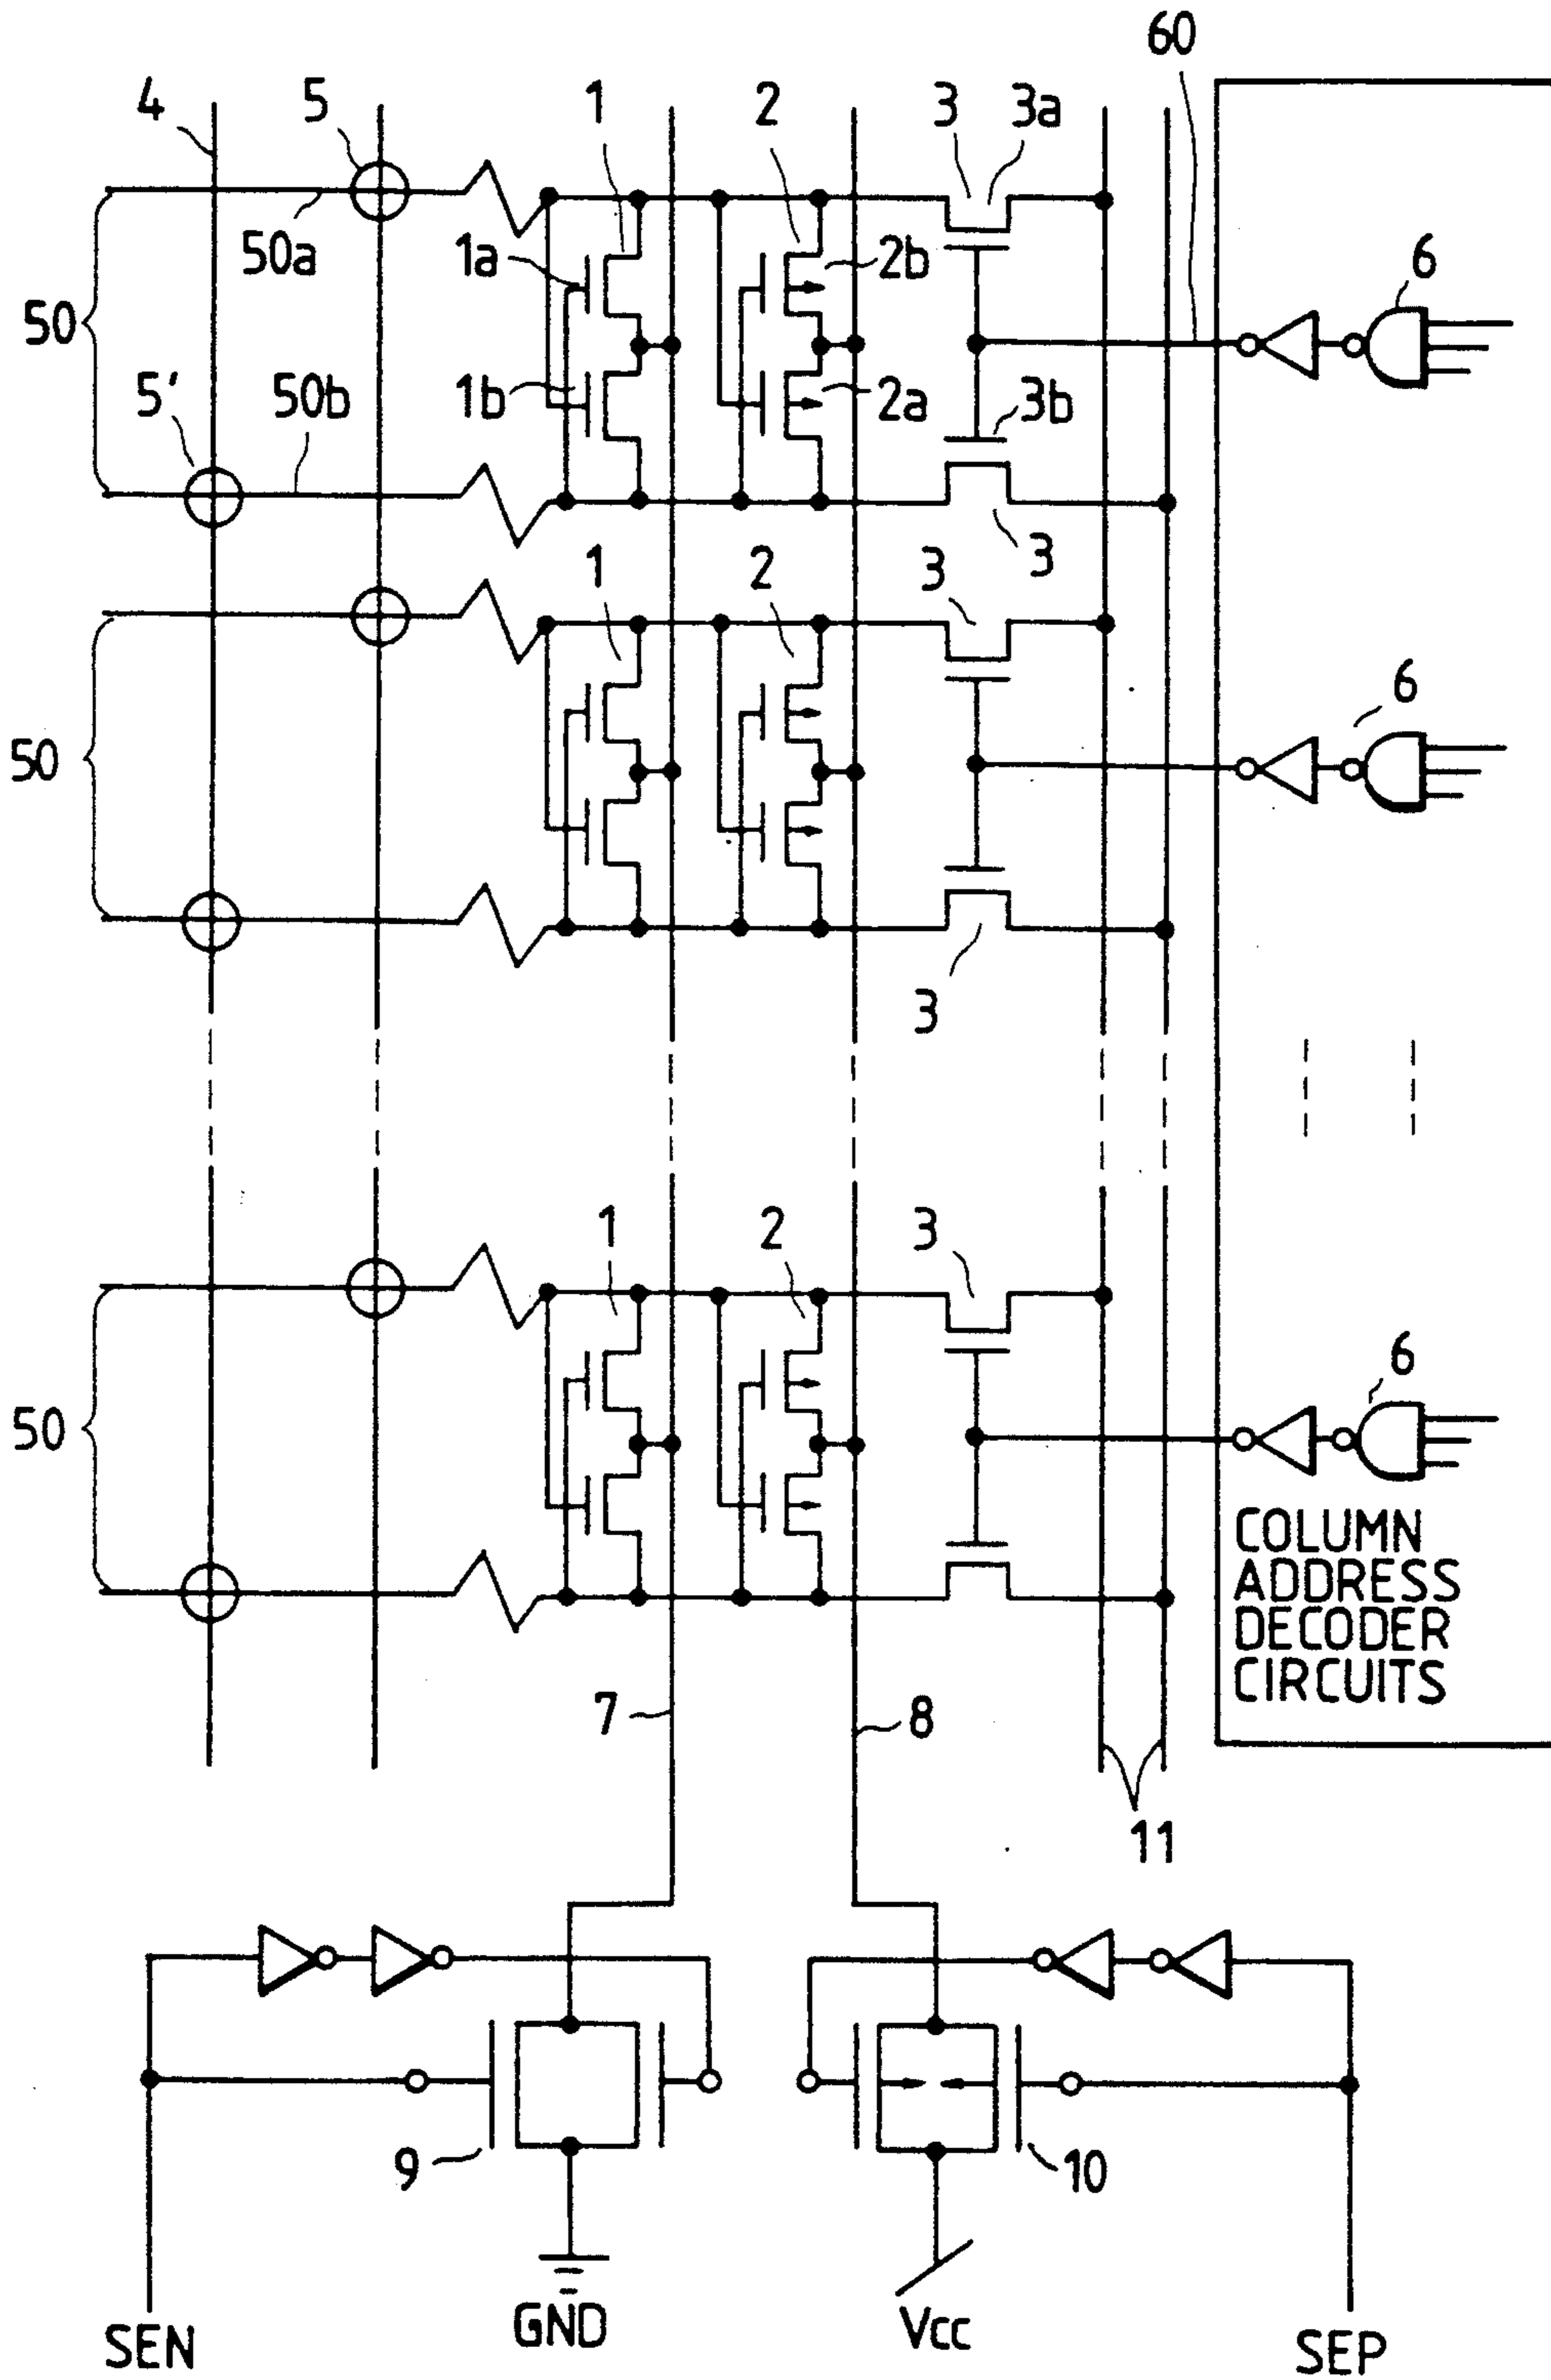 60
4 5 1 2 3 3a
50a 1a 2b 6
50
5' 50b 1b 2a 3b
3
1 2 3
6
50
3
1 2 3
6
50
COLUMN
ADDRESS
DECODER
CIRCUITS
7 8
11
9 10
SEN GND Vcc SEP